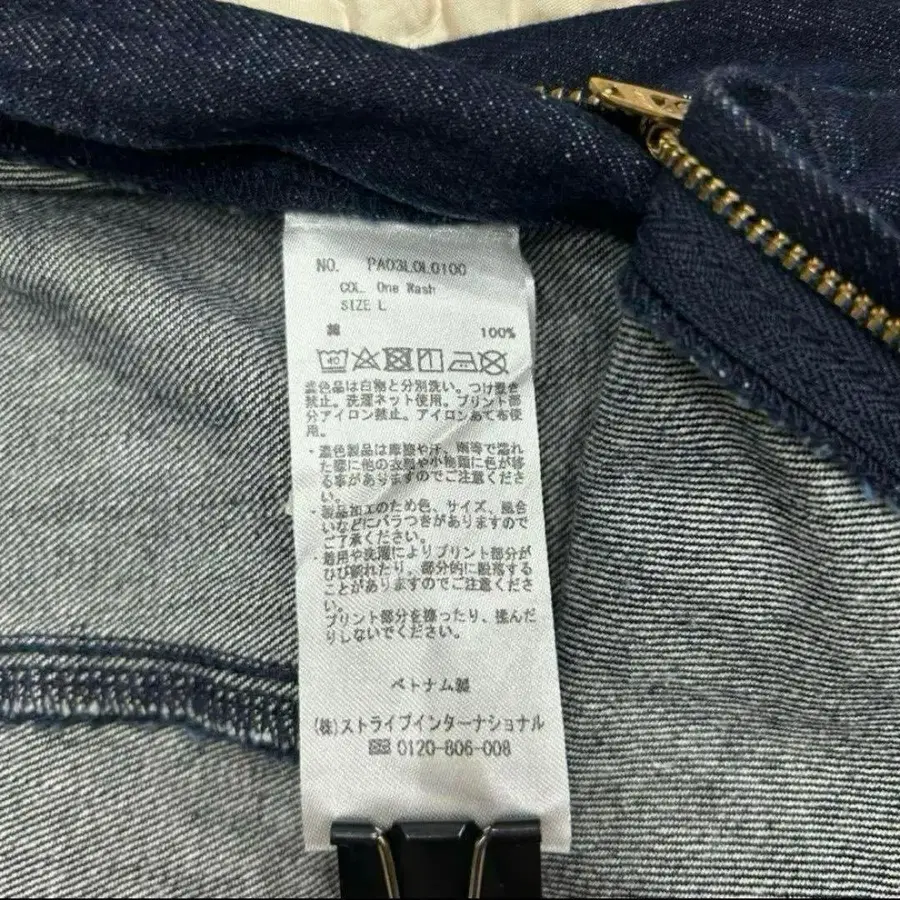 NO. PA03L0L0100
COL. One Wash
SIZE L
綿 100%
40
濃色品は白物と分別洗い。つけ置き
禁止。洗濯ネット使用。プリント部
分アイロン禁止。アイロンあて布使
用。
・濃色製品は摩擦や汗、雨等で濡れ
た際に他の衣類や小物類に色が移
る事がありますのでご注意くださ
い。
・製品加工のため色、サイズ、風合
いなどにバラつきがありますので
ご了承ください。
・着用や洗濯によりプリント部分が
ひび割れたり、部分的に脱落する
ことがありますのでご注意くださ
い。
プリント部分を擦ったり、揉んだ
りしないでください。
ベトナム製
(株)ストライプインターナショナル
0120-806-008